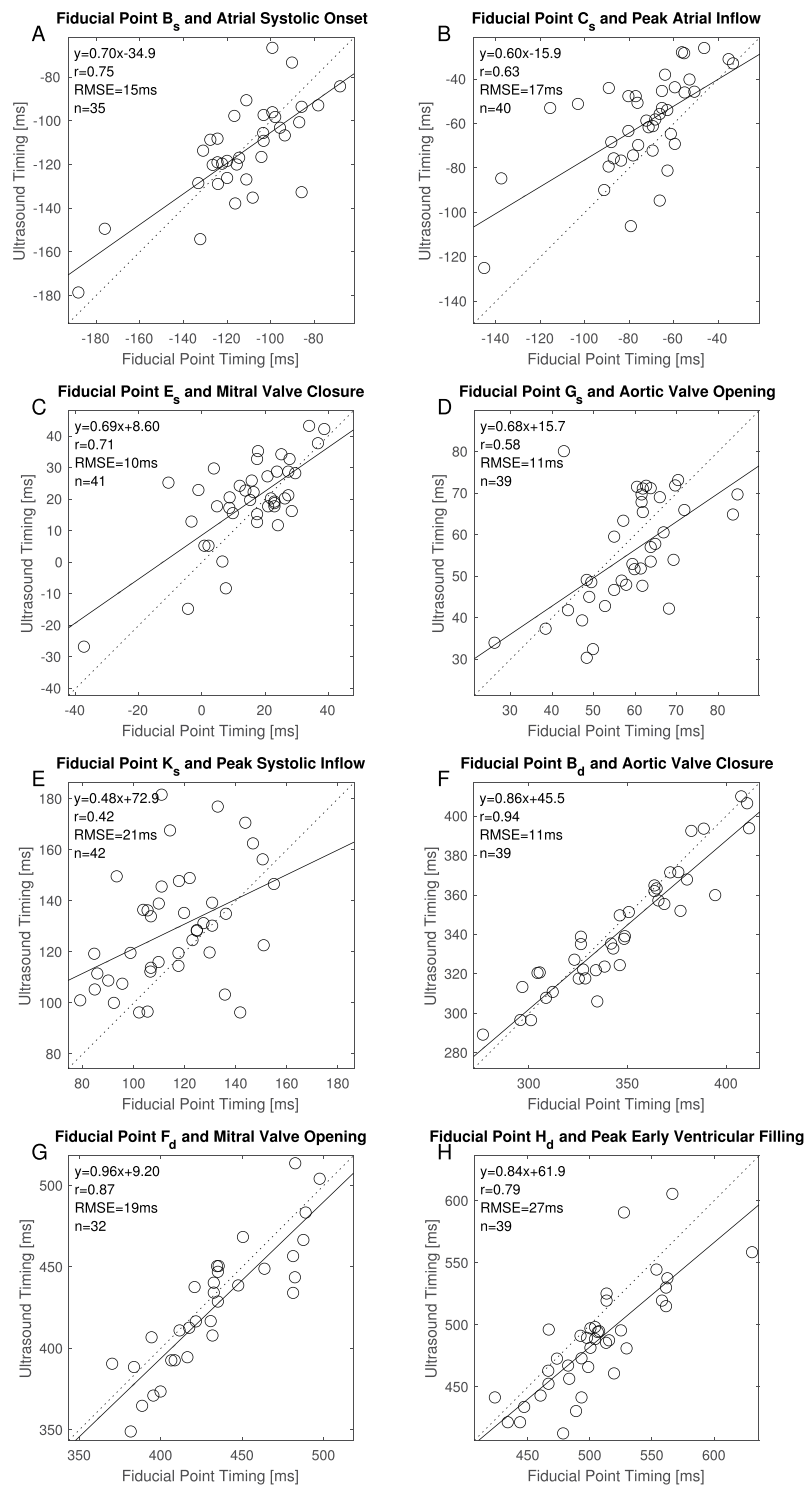 Fiducial Point Bs and Atrial Systolic Onset
A
y=0.70x-34.9
r=0.75
RMSE=15ms
n=35
-80
-100
-120
-140
-160
-180
Ultrasound Timing [ms]
-180 -160 -140 -120 -100 -80
Fiducial Point Timing [ms]
Fiducial Point Cs and Peak Atrial Inflow
B
y=0.60x-15.9
r=0.63
RMSE=17ms
n=40
-40
-60
-80
-100
-120
-140
Ultrasound Timing [ms]
-140 -120 -100 -80 -60 -40
Fiducial Point Timing [ms]
Fiducial Point Es and Mitral Valve Closure
C
y=0.69x+8.60
r=0.71
RMSE=10ms
n=41
40
30
20
10
0
-10
-20
-30
-40
Ultrasound Timing [ms]
-40 -20 0 20 40
Fiducial Point Timing [ms]
Fiducial Point Gs and Aortic Valve Opening
D
y=0.68x+15.7
r=0.58
RMSE=11ms
n=39
80
70
60
50
40
30
Ultrasound Timing [ms]
30 40 50 60 70 80
Fiducial Point Timing [ms]
Fiducial Point Ks and Peak Systolic Inflow
E
y=0.48x+72.9
r=0.42
RMSE=21ms
n=42
180
160
140
120
100
80
Ultrasound Timing [ms]
80 100 120 140 160 180
Fiducial Point Timing [ms]
Fiducial Point Bd and Aortic Valve Closure
F
y=0.86x+45.5
r=0.94
RMSE=11ms
n=39
400
380
360
340
320
300
280
Ultrasound Timing [ms]
300 350 400
Fiducial Point Timing [ms]
Fiducial Point Fd and Mitral Valve Opening
G
y=0.96x+9.20
r=0.87
RMSE=19ms
n=32
500
450
400
350
Ultrasound Timing [ms]
350 400 450 500
Fiducial Point Timing [ms]
Fiducial Point Hd and Peak Early Ventricular Filling
H
y=0.84x+61.9
r=0.79
RMSE=27ms
n=39
600
550
500
450
Ultrasound Timing [ms]
450 500 550 600
Fiducial Point Timing [ms]